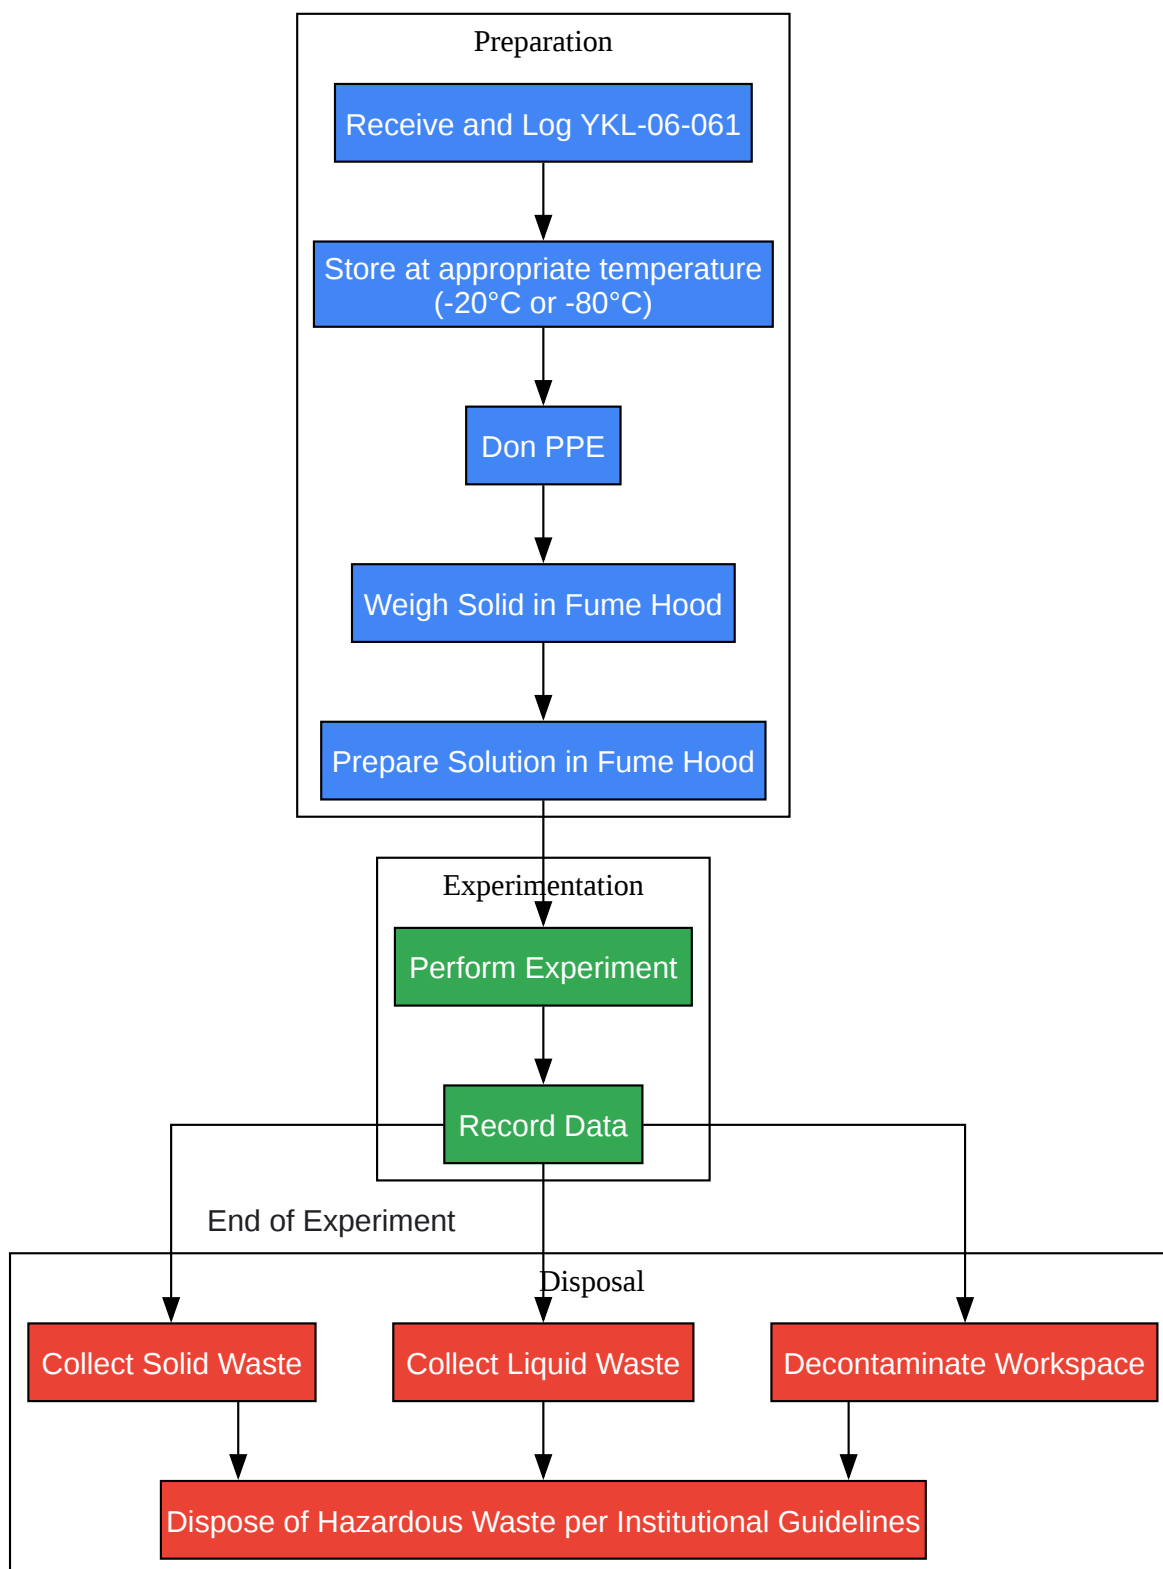 Preparation
Receive and Log YKL-06-061
Store at appropriate temperature
(-20°C or -80°C)
Don PPE
Weigh Solid in Fume Hood
Prepare Solution in Fume Hood
Experimentation
Perform Experiment
Record Data
End of Experiment
Disposal
Collect Solid Waste
Collect Liquid Waste
Decontaminate Workspace
Dispose of Hazardous Waste per Institutional Guidelines